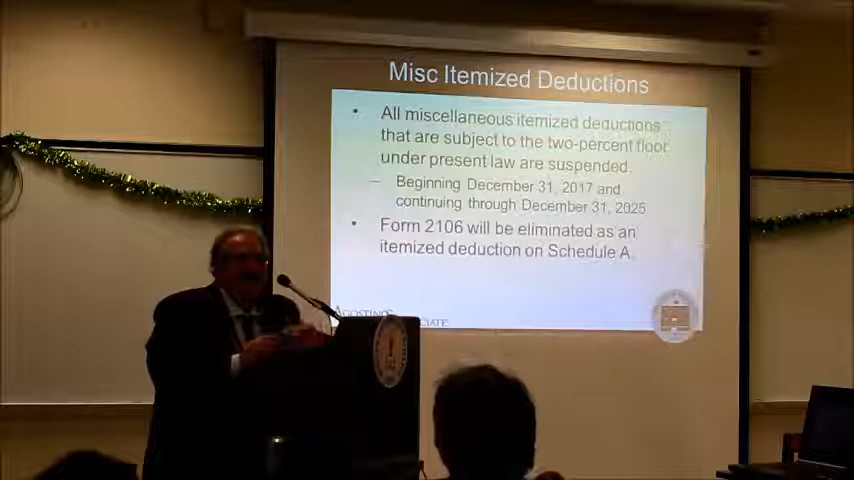 Misc Itemized Deductions
• All miscellaneous itemized deductions
that are subject to the two-percent floor
under present law are suspended.
– Beginning December 31, 2017 and
continuing through December 31, 2025
• Form 2106 will be eliminated as an
itemized deduction on Schedule A.
AGOSTINO
CIATE